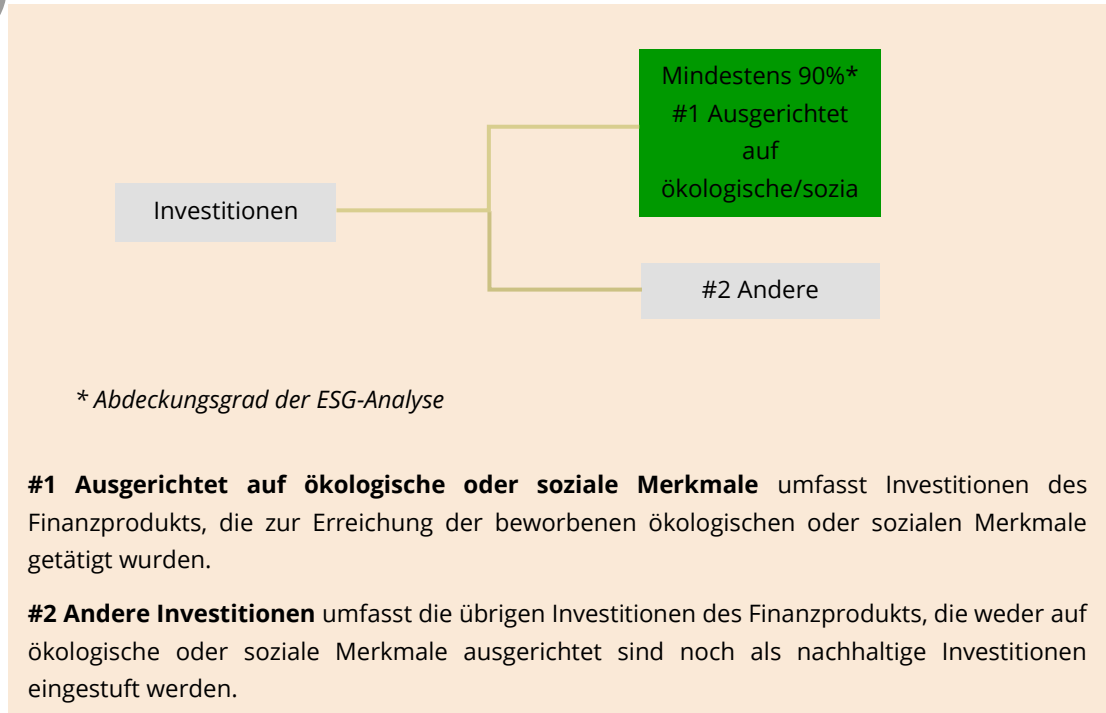 Mindestens 90%*
#1 Ausgerichtet
auf
ökologische/sozia
Investitionen
#2 Andere
* Abdeckungsgrad der ESG-Analyse
#1 Ausgerichtet auf ökologische oder soziale Merkmale umfasst Investitionen des
Finanzprodukts, die zur Erreichung der beworbenen ökologischen oder sozialen Merkmale
getätigt wurden.
#2 Andere Investitionen umfasst die übrigen Investitionen des Finanzprodukts, die weder auf
ökologische oder soziale Merkmale ausgerichtet sind noch als nachhaltige Investitionen
eingestuft werden.